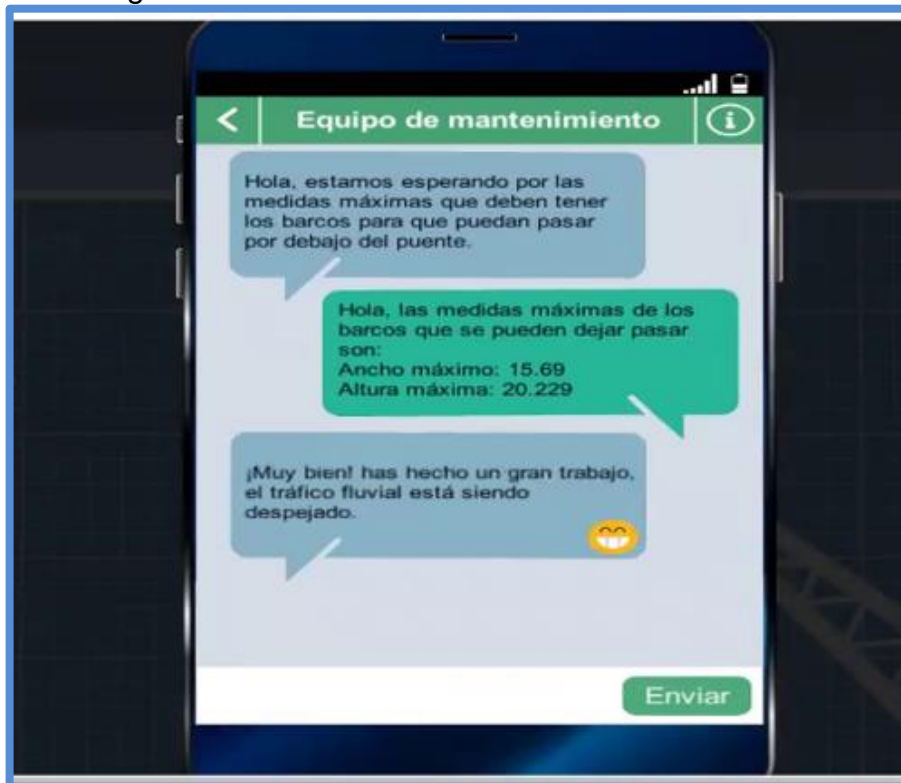 Equipo de mantenimiento
Hola, estamos esperando por las
medidas máximas que deben tener
los barcos para que puedan pasar
por debajo del puente.
Hola, las medidas máximas de los
barcos que se pueden dejar pasar
son:
Ancho máximo: 15.69
Altura máxima: 20.229
¡Muy bien! has hecho un gran trabajo,
el tráfico fluvial está siendo
despejado.
Enviar